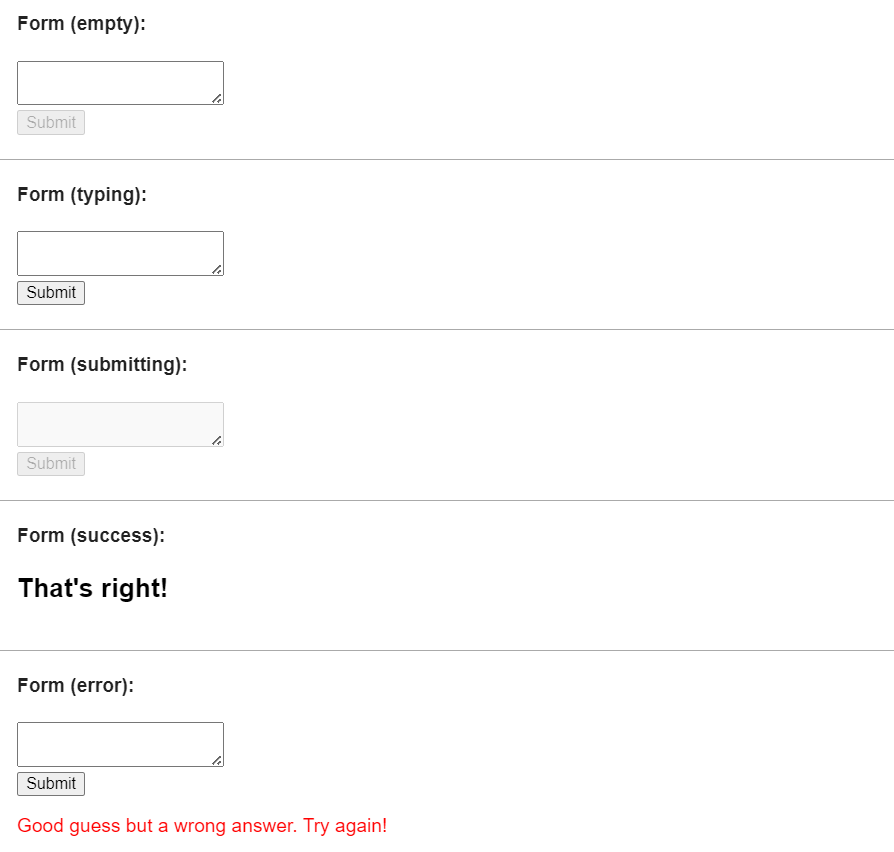 Form (empty):
Submit
Form (typing):
Submit
Form (submitting):
Submit
Form (success):
That's right!
Form (error):
Submit
Good guess but a wrong answer. Try again!